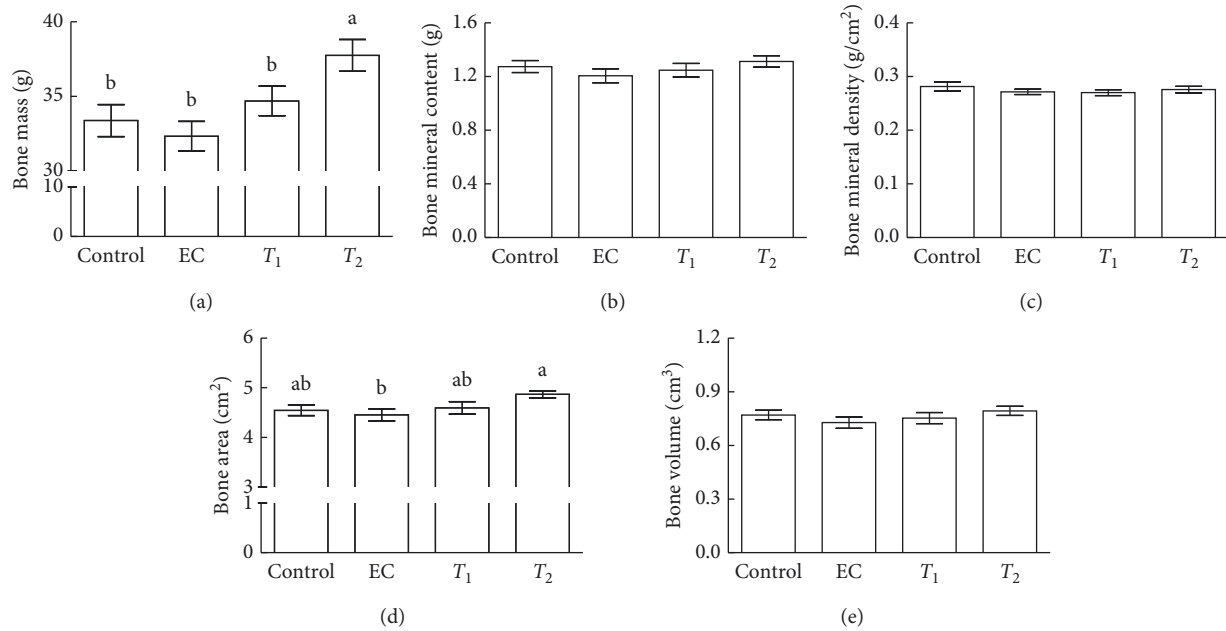 Bone mass (g)
40
35
30
10
0
b
b
b
a
Control EC T1 T2
(a)
Bone mineral content (g)
1.6
1.2
0.8
0.4
0.0
Control EC T1 T2
(b)
Bone mineral density (g/cm2)
0.4
0.3
0.2
0.1
0.0
Control EC T1 T2
(c)
Bone area (cm2)
6
5
4
3
1
0
ab
b
ab
a
Control EC T1 T2
(d)
Bone volume (cm3)
1.2
0.9
0.6
0.3
0.0
Control EC T1 T2
(e)